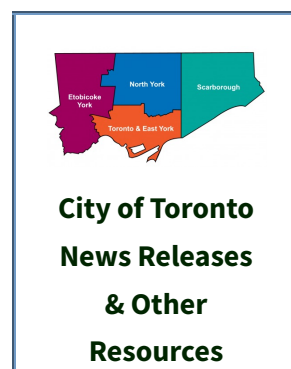 North York
Scarborough
Etobicoke
York
Toronto & East York
City of Toronto
News Releases
& Other
Resources